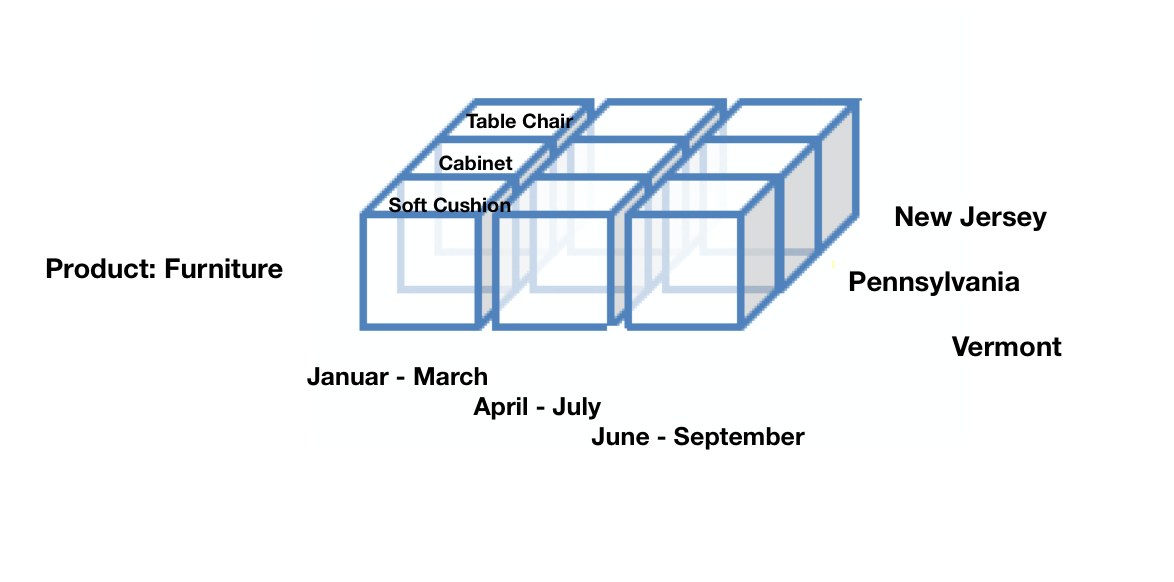 Table Chair
Cabinet
Soft Cushion
New Jersey
Product: Furniture
Pennsylvania
Vermont
Januar - March
April - July
June - September